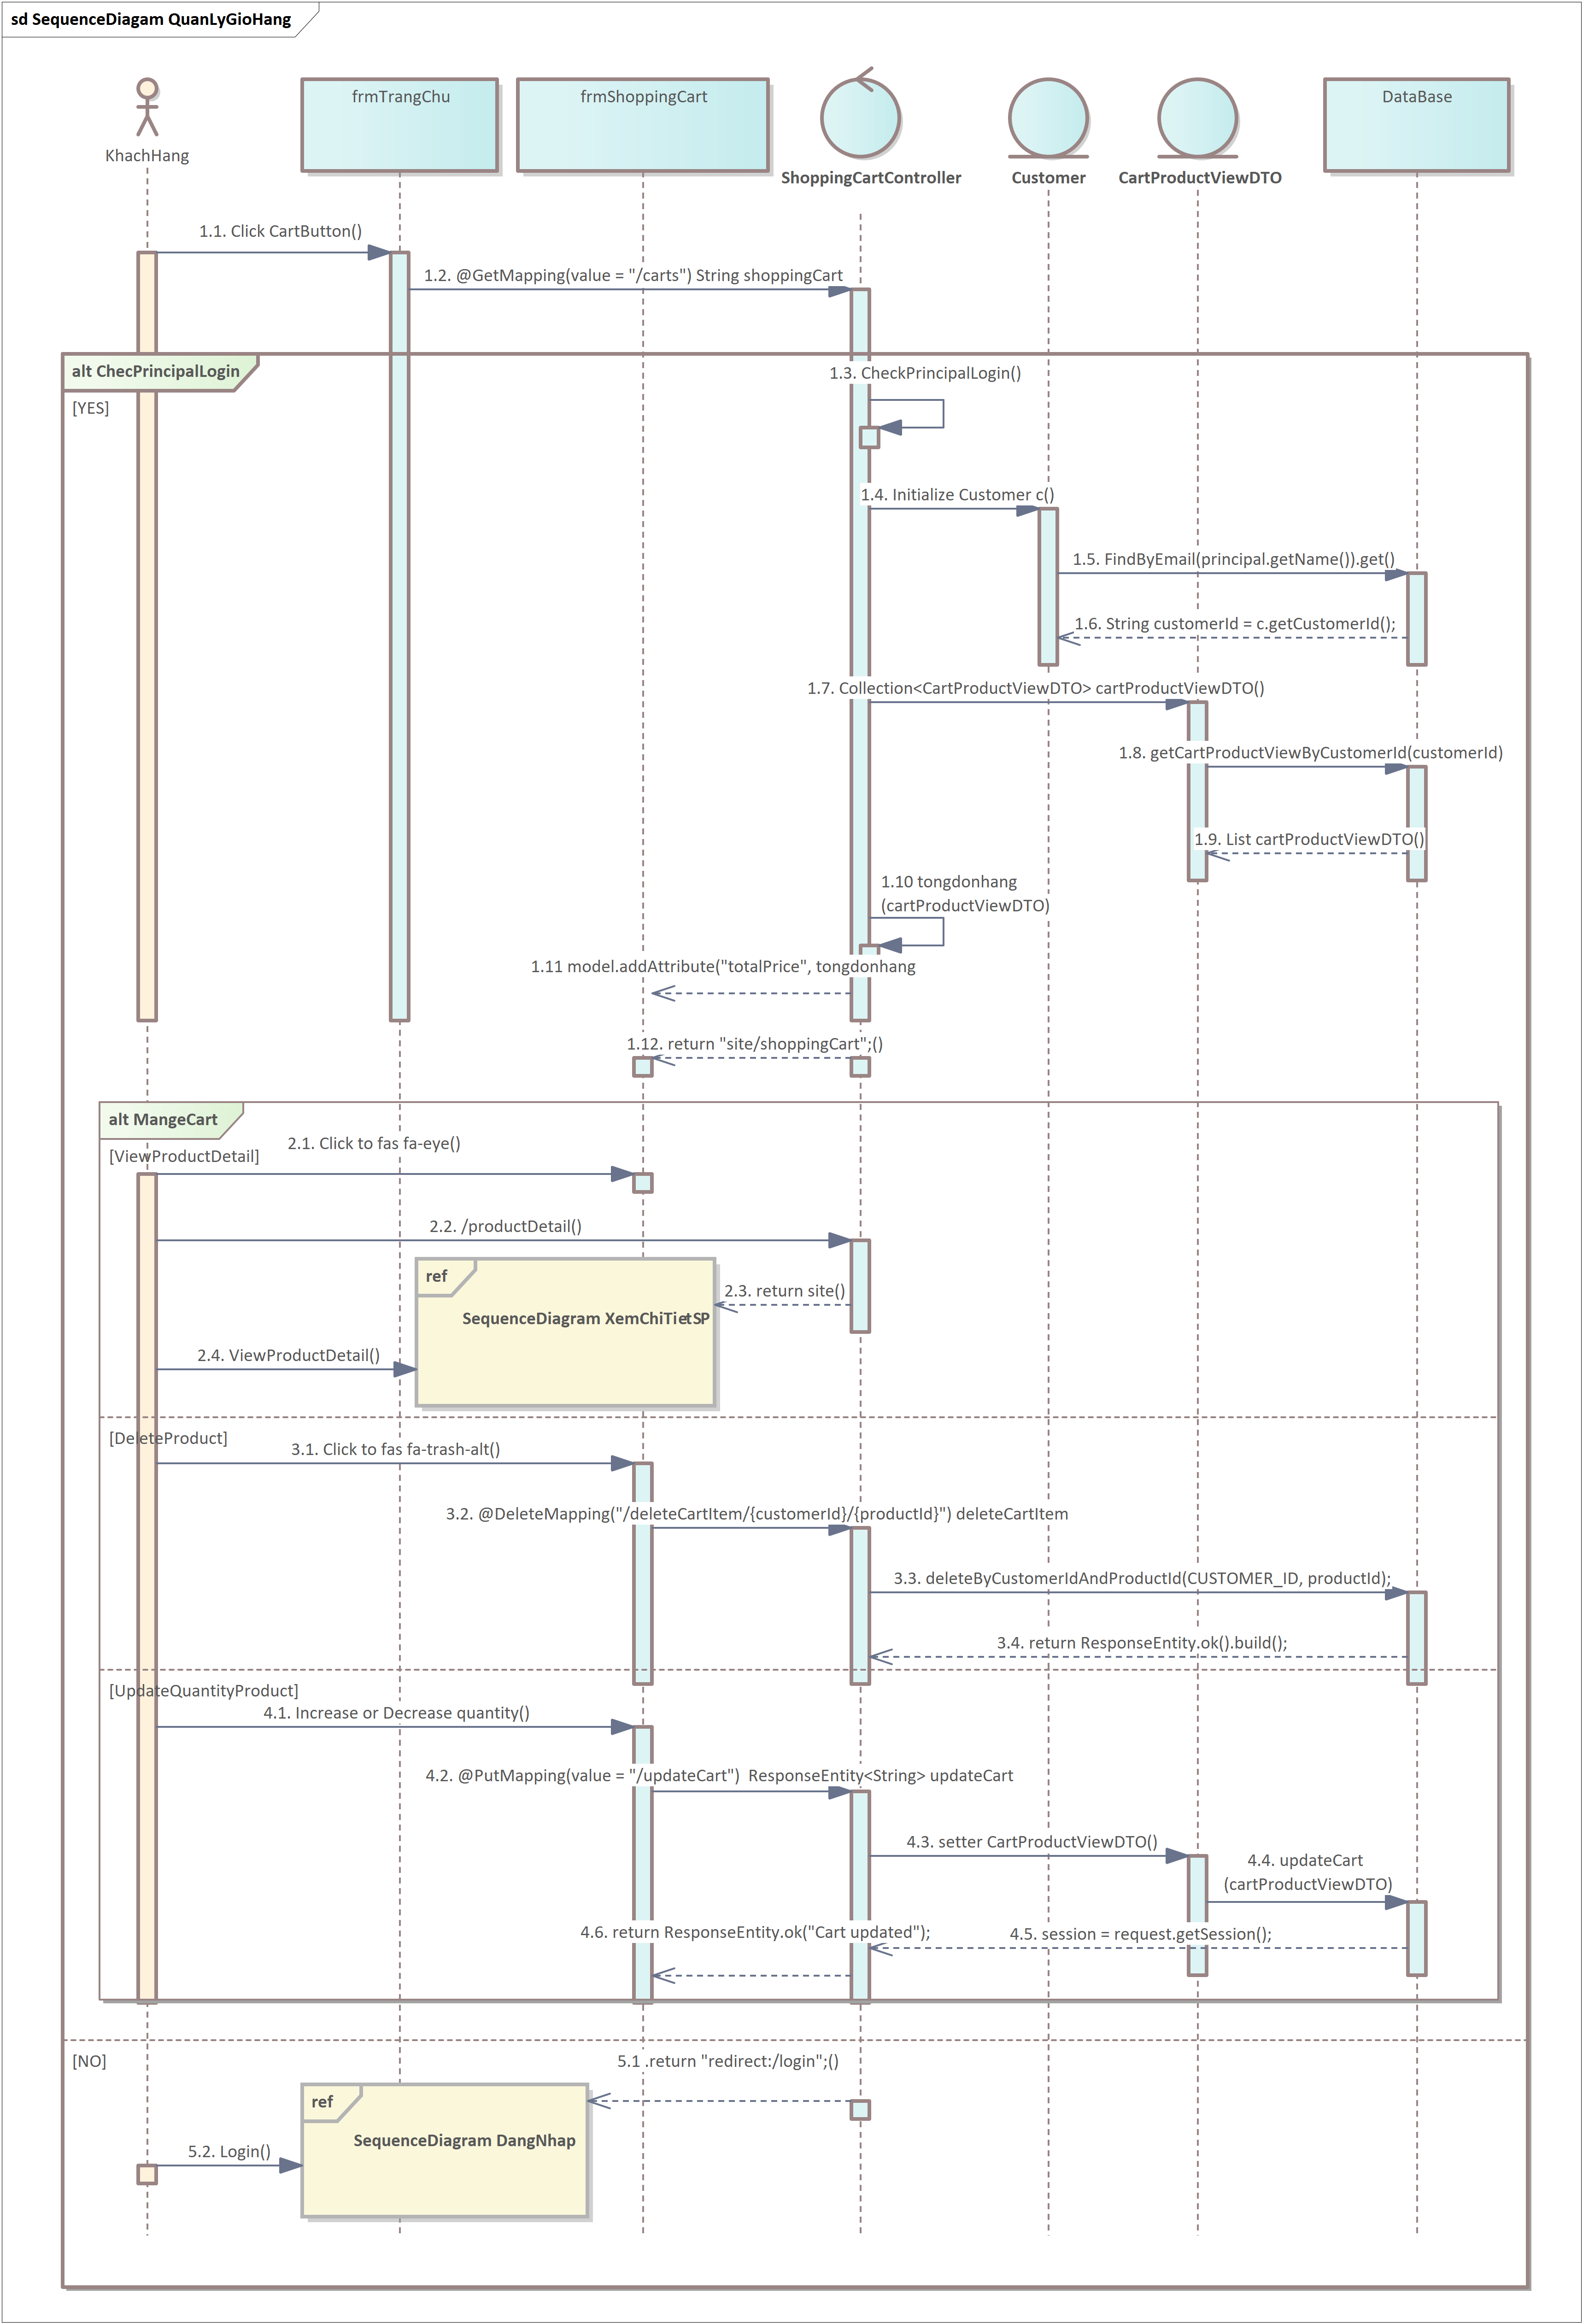 sd SequenceDiagam QuanLyGioHang
KhachHang
frmTrangChu
frmShoppingCart
ShoppingCartController
Customer
CartProductViewDTO
DataBase
1.1. Click CartButton()
1.2. @GetMapping(value = "/carts") String shoppingCart
alt ChecPrincipalLogin
[YES]
1.3. CheckPrincipalLogin()
1.4. Initialize Customer c()
1.5. FindByEmail(principal.getName()).get()
1.6. String customerId = c.getCustomerId();
1.7. Collection<CartProductViewDTO> cartProductViewDTO()
1.8. getCartProductViewByCustomerId(customerId)
1.9. List cartProductViewDTO()
1.10 tongdonhang
(cartProductViewDTO)
1.11 model.addAttribute("totalPrice", tongdonhang
1.12. return "site/shoppingCart";()
alt MangeCart
[ViewProductDetail]
2.1. Click to fas fa-eye()
2.2. /productDetail()
ref
SequenceDiagram XemChiTietSP
2.3. return site()
2.4. ViewProductDetail()
[DeleteProduct]
3.1. Click to fas fa-trash-alt()
3.2. @DeleteMapping("/deleteCartItem/{customerId}/{productId}") deleteCartItem
3.3. deleteByCustomerIdAndProductId(CUSTOMER_ID, productId);
3.4. return ResponseEntity.ok().build();
[UpdateQuantityProduct]
4.1. Increase or Decrease quantity()
4.2. @PutMapping(value = "/updateCart")  ResponseEntity<String> updateCart
4.3. setter CartProductViewDTO()
4.4. updateCart
(cartProductViewDTO)
4.6. return ResponseEntity.ok("Cart updated");
4.5. session = request.getSession();
[NO]
5.1 .return "redirect:/login";()
ref
SequenceDiagram DangNhap
5.2. Login()